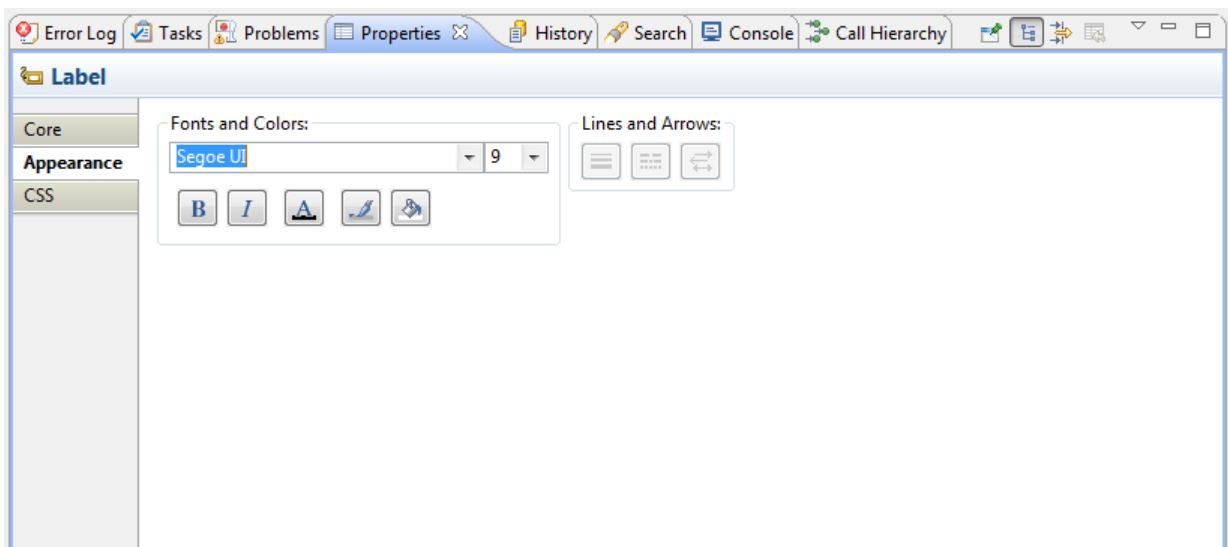 Error Log Tasks Problems Properties History Search Console Call Hierarchy
Label
Core
Appearance
CSS
Fonts and Colors:
Segoe UI 9
B I A
Lines and Arrows: